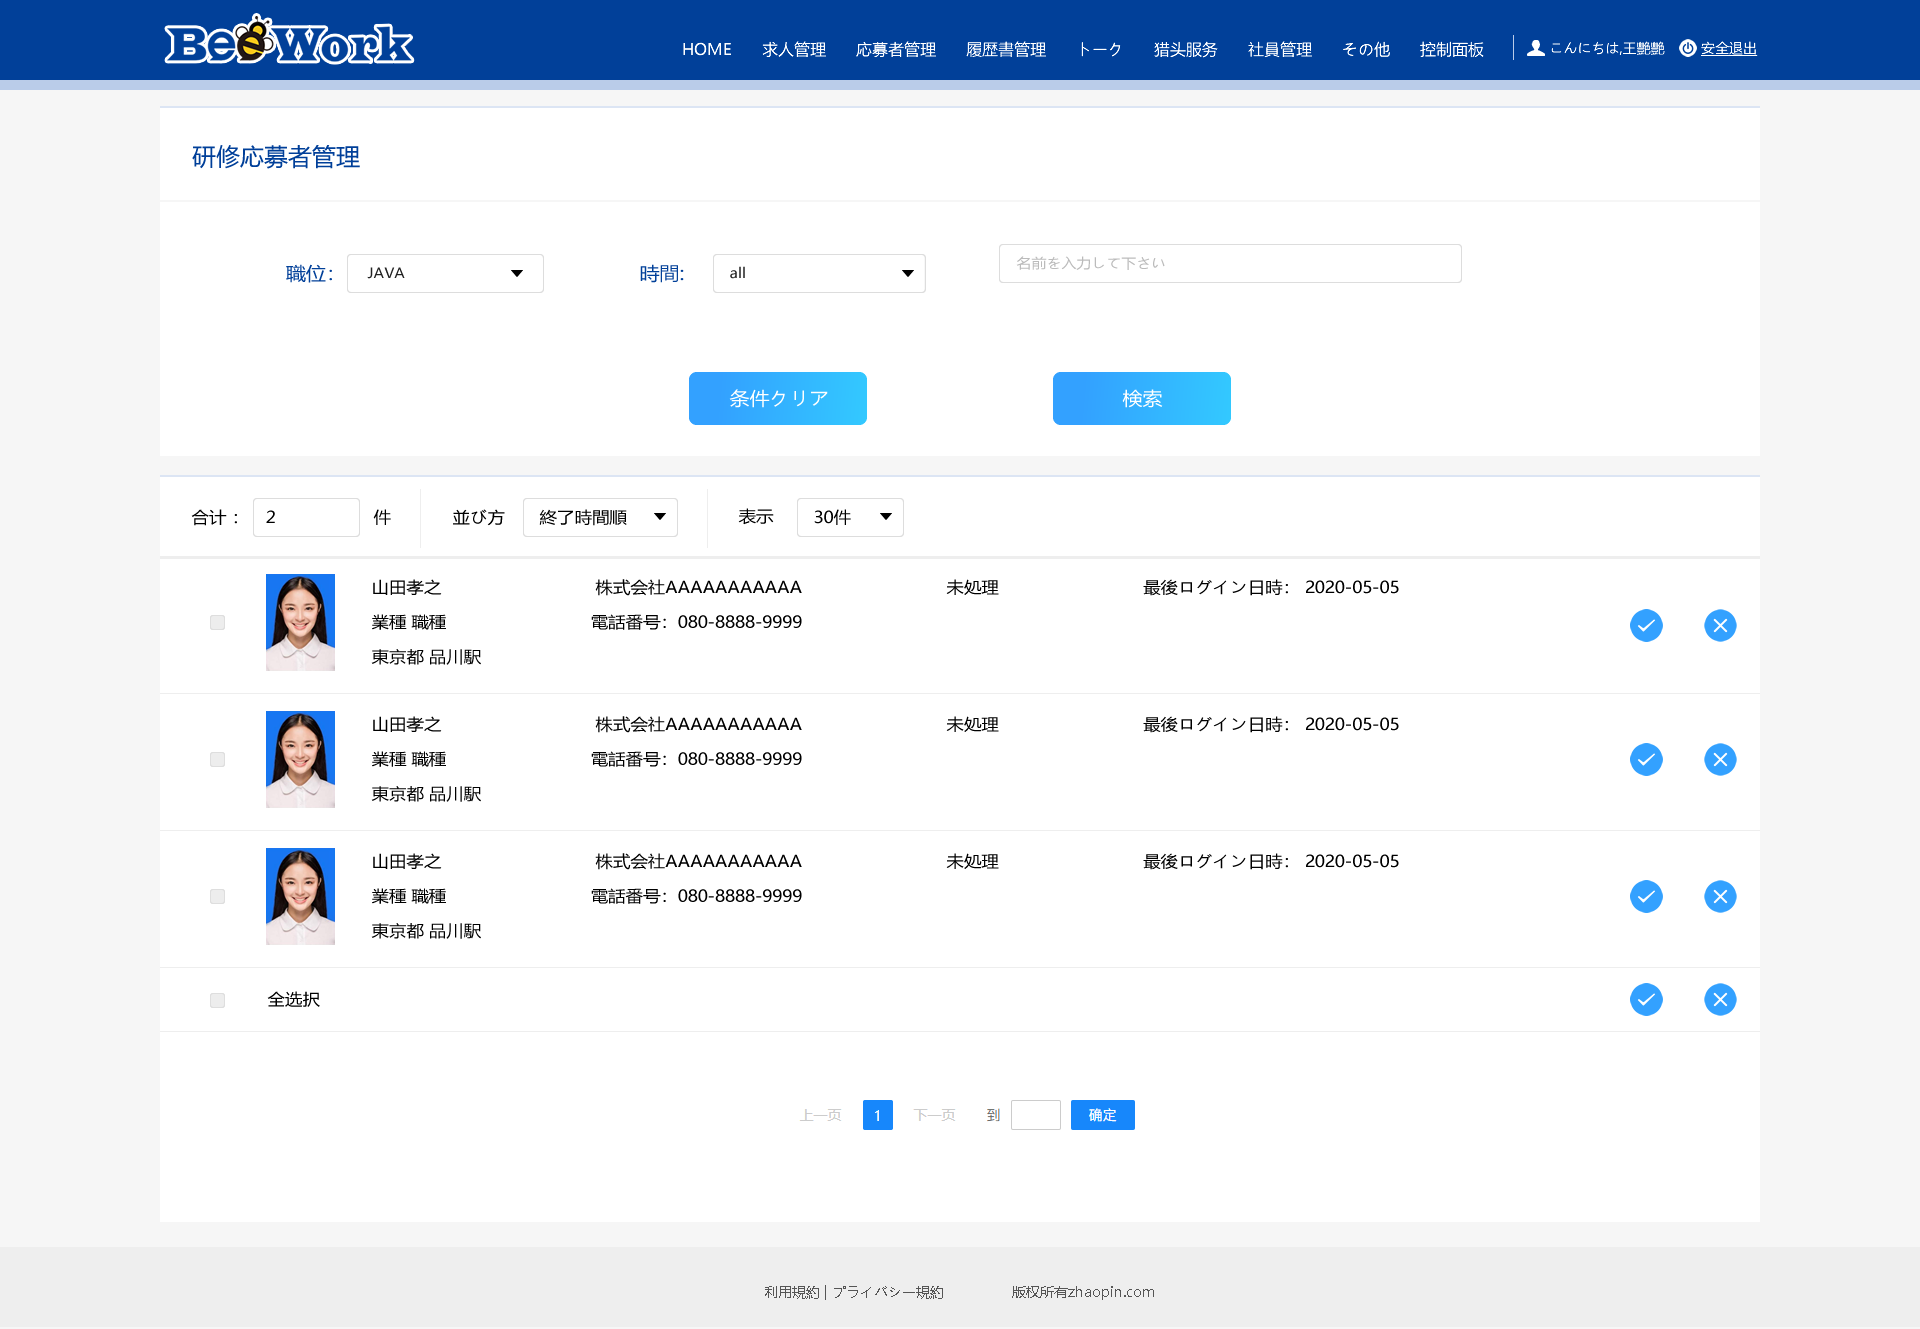 BeeWork
HOME 求人管理 応募者管理 履歴書管理 トーク 猎头服务 社員管理 その他 控制面板 こんにちは,王艷艷 安全退出
研修応募者管理
職位： JAVA 時間: all 名前を入力して下さい
条件クリア 検索
合计： 2 件 並び方 終了時間順 表示 30件
山田孝之 株式会社AAAAAAAAAAA 未処理 最後ログイン日時： 2020-05-05
業種 職種 電話番号：080-8888-9999
東京都 品川駅
山田孝之 株式会社AAAAAAAAAAA 未処理 最後ログイン日時： 2020-05-05
業種 職種 電話番号：080-8888-9999
東京都 品川駅
山田孝之 株式会社AAAAAAAAAAA 未処理 最後ログイン日時： 2020-05-05
業種 職種 電話番号：080-8888-9999
東京都 品川駅
全选択
上一页 1 下一页 到 确定
利用規約 | プライバシー規約 版权所有zhaopin.com